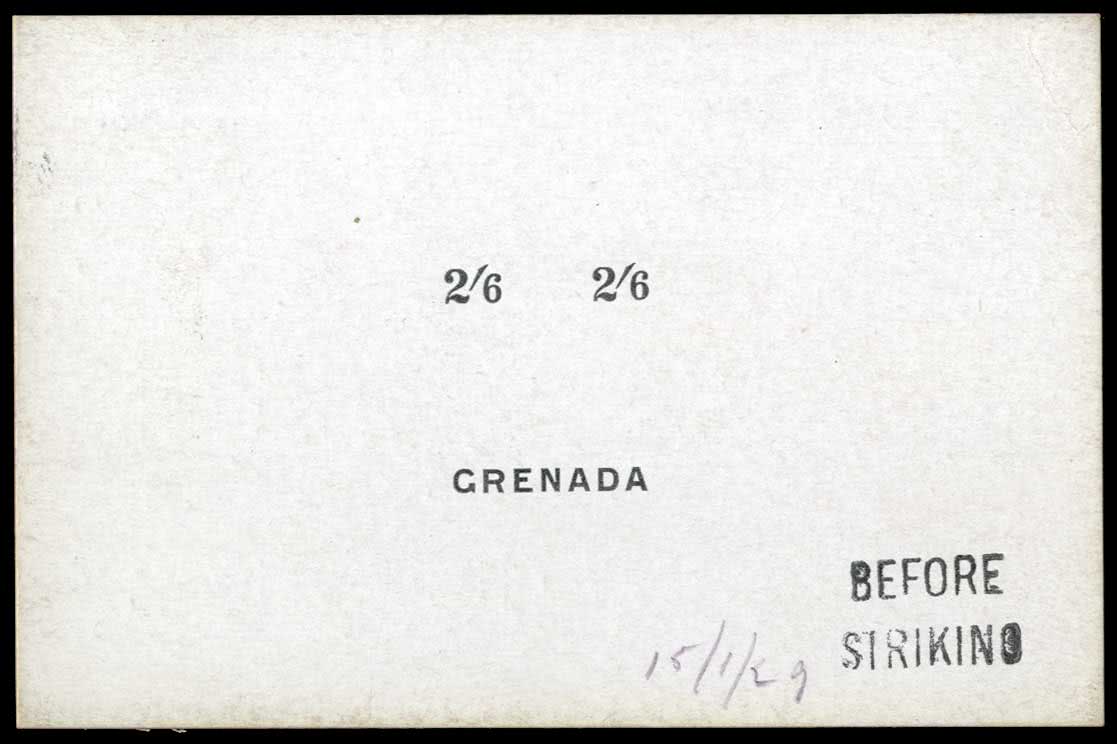 2/6 2/6
GRENADA
BEFORE
STRIKING
15/1/29